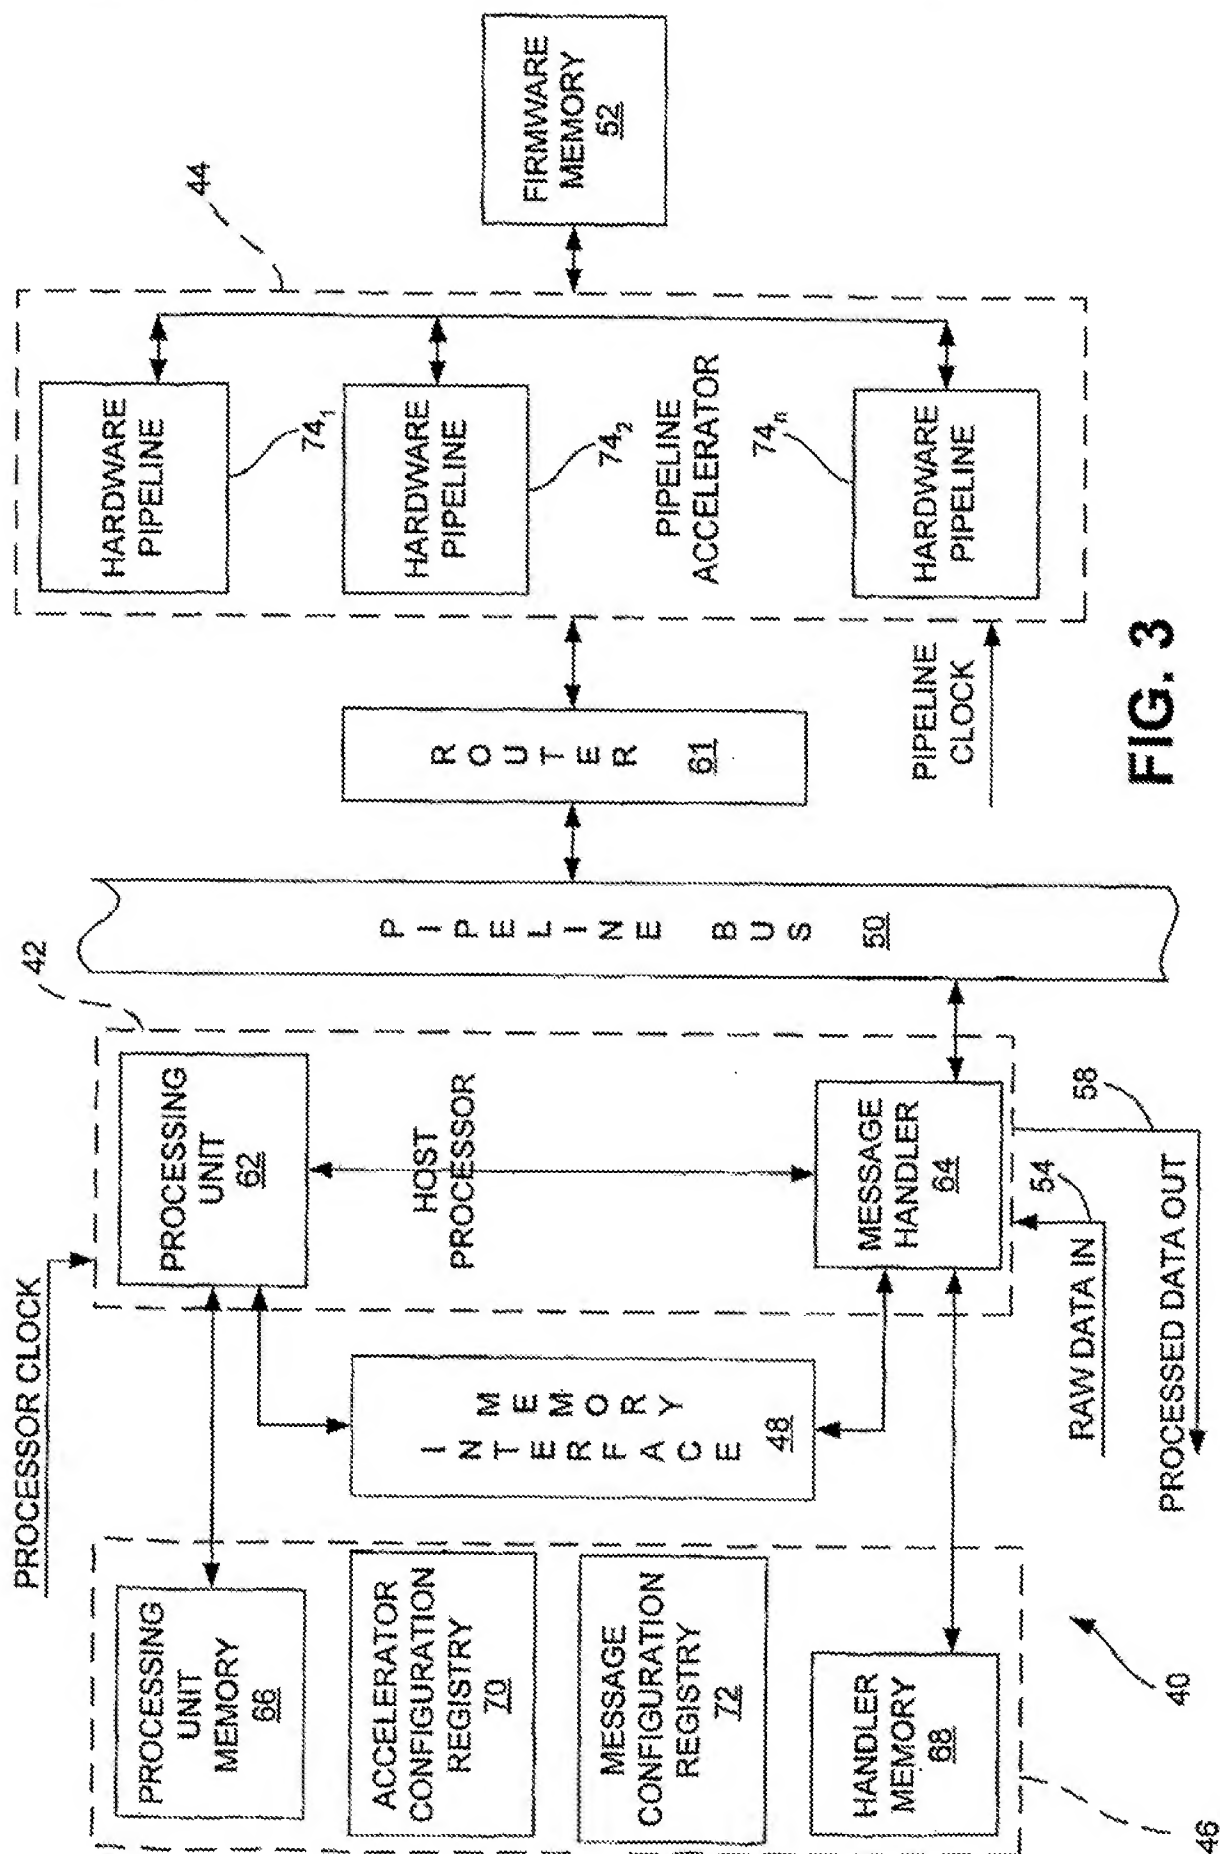 PROCESSOR CLOCK
42
44
PROCESSING
UNIT
MEMORY
66
ACCELERATOR
CONFIGURATION
REGISTRY
70
MESSAGE
CONFIGURATION
REGISTRY
72
HANDLER
MEMORY
68
46
40
MEMORY
INTERFACE
48
PROCESSING
UNIT
62
HOST
PROCESSOR
MESSAGE
HANDLER
64
RAW DATA IN
54
PROCESSED DATA OUT
58
PIPELINE BUS
50
ROUTER
61
PIPELINE
CLOCK
HARDWARE
PIPELINE
74₁
HARDWARE
PIPELINE
74₂
PIPELINE
ACCELERATOR
74ₙ
HARDWARE
PIPELINE
FIRMWARE
MEMORY
52
FIG. 3